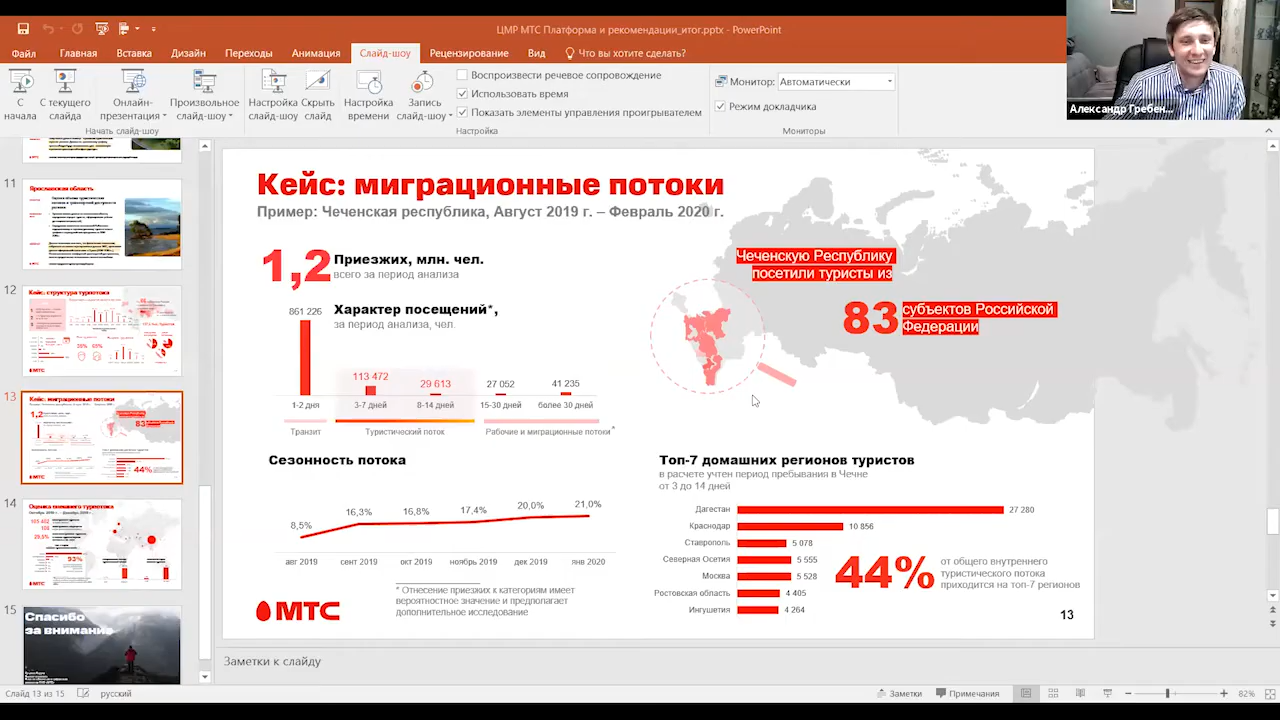 ЦМР МТС Платформа и рекомендации_итог.pptx - PowerPoint
Файл
Главная
Вставка
Дизайн
Переходы
Анимация
Слайд-шоу
Рецензирование
Вид
Что вы хотите сделать?
С начала
С текущего слайда
Онлайн-презентация
Произвольное слайд-шоу
Настройка слайд-шоу
Скрыть слайд
Настройка времени
Запись слайд-шоу
Воспроизвести речевое сопровождение
Использовать время
Показать элементы управления проигрывателем
Монитор: Автоматически
Режим докладчика
Начать слайд-шоу
Настройка
Мониторы
Александр Гребен...
11
Ярославская область
12
Кейс: структура турпотока
МТС
13
Кейс: миграционные потоки
1,2
83
44%
МТС
14
Оценка внешнего турпотока
МТС
15
Спасибо
за внимание
Кейс: миграционные потоки
Пример: Чеченская республика, Август 2019 г. – Февраль 2020 г.
1,2
Приезжих, млн. чел.
всего за период анализа
Характер посещений*,
за период анализа, чел.
861 226
113 472
29 613
27 052
41 235
1-2 дня
3-7 дней
8-14 дней
15-30 дней
более 30 дней
Транзит
Туристический поток
Рабочие и миграционные потоки*
Чеченскую Республику
посетили туристы из
83
субъектов Российской
Федерации
Сезонность потока
8,5%
16,3%
16,8%
17,4%
20,0%
21,0%
авг 2019
сент 2019
окт 2019
ноябрь 2019
дек 2019
янв 2020
* Отнесение приезжих к категориям имеет
вероятностное значение и предполагает
дополнительное исследование
МТС
Топ-7 домашних регионов туристов
в расчете учтен период пребывания в Чечне
от 3 до 14 дней
Дагестан 27 280
Краснодар 10 856
Ставрополь 5 078
Северная Осетия 5 555
Москва 5 528
Ростовская область 4 405
Ингушетия 4 264
44%
от общего внутреннего
туристического потока
приходится на топ-7 регионов
13
Заметки к слайду
Слайд 13 из 15
русский
Заметки
Примечания
82%